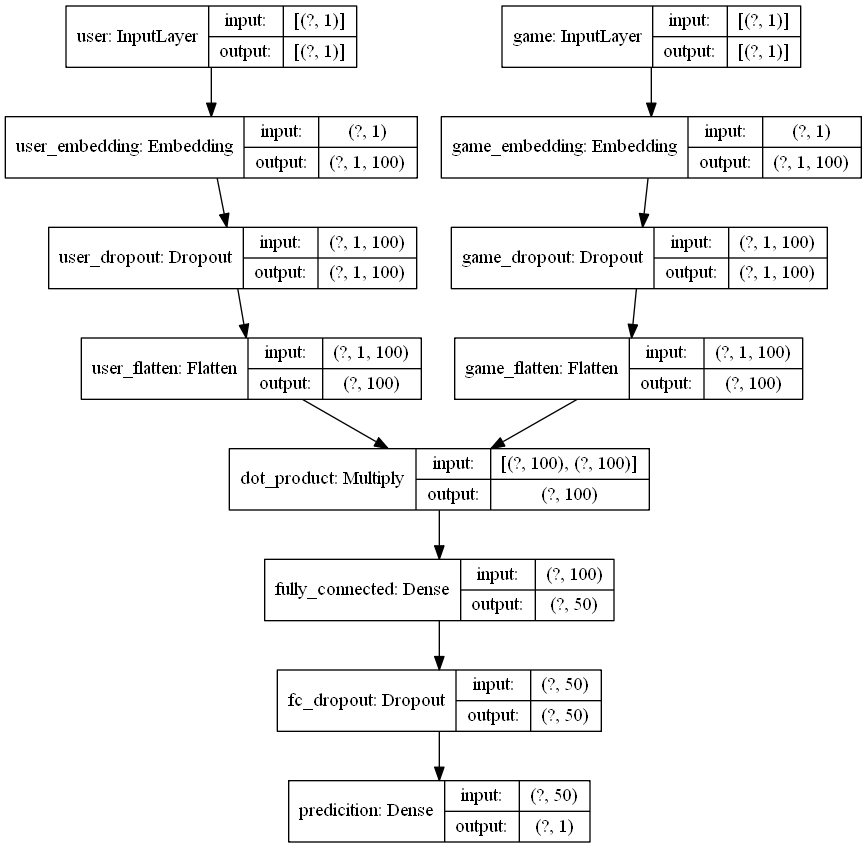 user: InputLayer
input: [(?, 1)]
output: [(?, 1)]
game: InputLayer
input: [(?, 1)]
output: [(?, 1)]
user_embedding: Embedding
input: (?, 1)
output: (?, 1, 100)
game_embedding: Embedding
input: (?, 1)
output: (?, 1, 100)
user_dropout: Dropout
input: (?, 1, 100)
output: (?, 1, 100)
game_dropout: Dropout
input: (?, 1, 100)
output: (?, 1, 100)
user_flatten: Flatten
input: (?, 1, 100)
output: (?, 100)
game_flatten: Flatten
input: (?, 1, 100)
output: (?, 100)
dot_product: Multiply
input: [(?, 100), (?, 100)]
output: (?, 100)
fully_connected: Dense
input: (?, 100)
output: (?, 50)
fc_dropout: Dropout
input: (?, 50)
output: (?, 50)
predicition: Dense
input: (?, 50)
output: (?, 1)